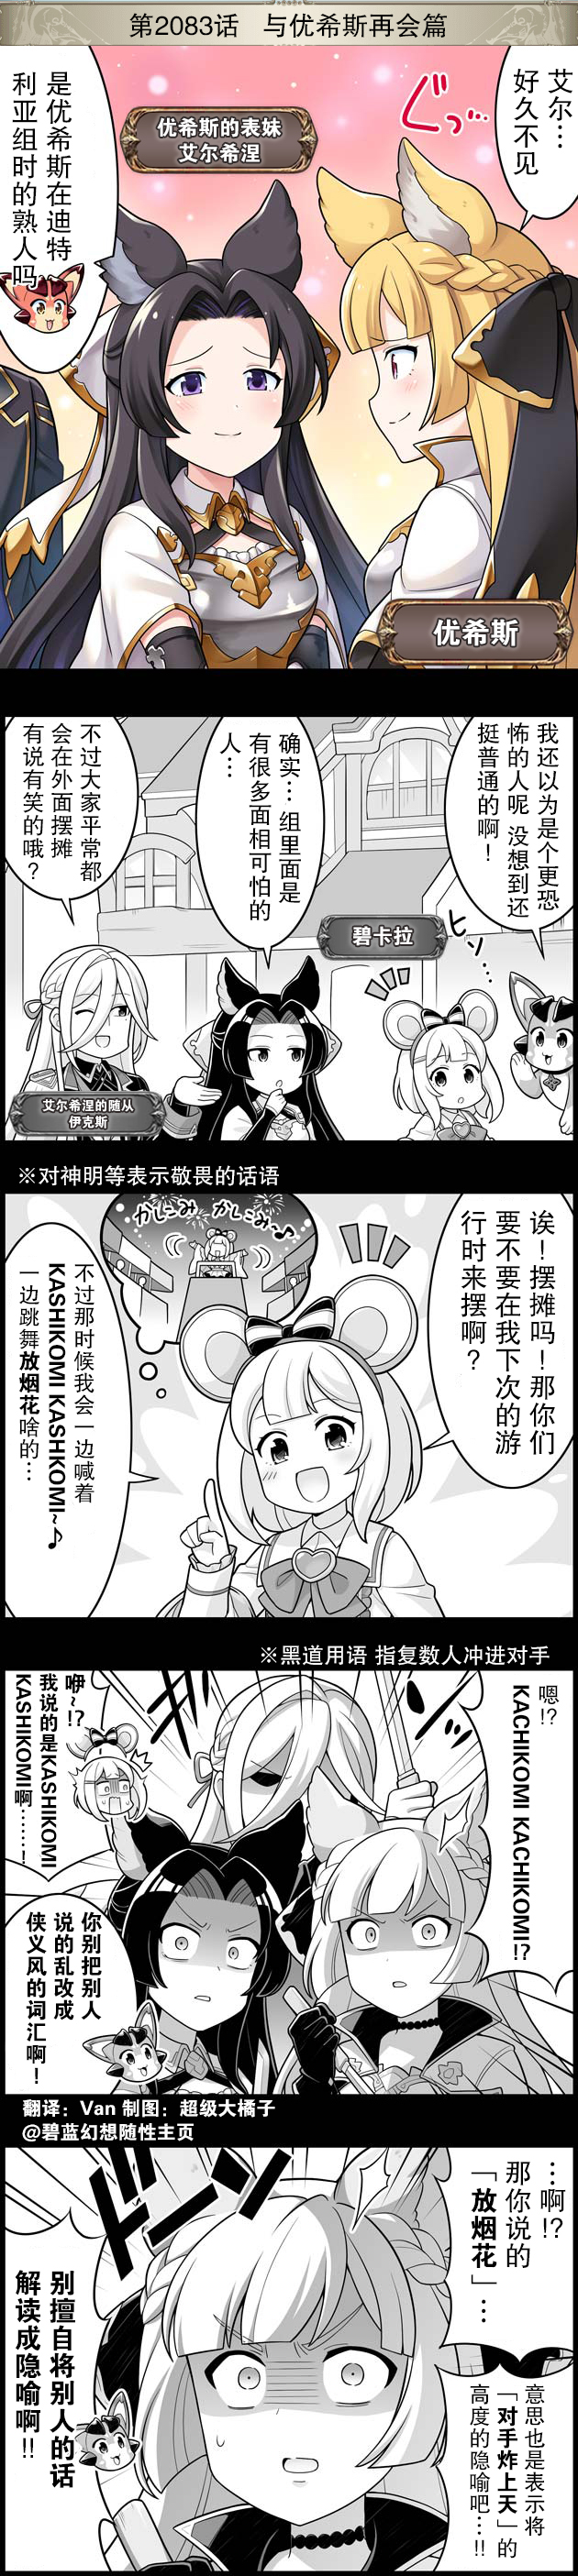 第2083话 与优希斯再会篇
艾尔…
好久不见
ぐっ…
优希斯的表妹
艾尔希涅
是优希斯在迪特
利亚组时的熟人吗
优希斯
我还以为是个更恐
怖的人呢 没想到还
挺普通的啊！
ヒソ…
碧卡拉
确实…组里面是
有很多面相可怕的
人…
不过大家平常都
会在外面摆摊
有说有笑的哦？
艾尔希涅的随从
伊克斯
※对神明等表示敬畏的话语
诶！摆摊吗！那你们
要不要在我下次的游
行时来摆啊？
かしこみ かしこみ〜♪
不过那时候我会一边喊着
KASHIKOMI KASHKOMI~♪
一边跳舞放烟花啥的…
※黑道用语 指复数人冲进对手
嗯!?
KACHIKOMI KACHIKOMI!?
咿~!?
我说的是KASHIKOMI
KASHIKOMI啊……!
你别把别人
说的乱改成
侠义风的词汇啊！
翻译：Van 制图：超级大橘子
@碧蓝幻想随性主页
…啊!?
那你说的
「放烟花」…
ドドーン
意思也是表示将
「对手炸上天」的
高度的隐喻吧…!!
别擅自将别人的话
解读成隐喻啊!!